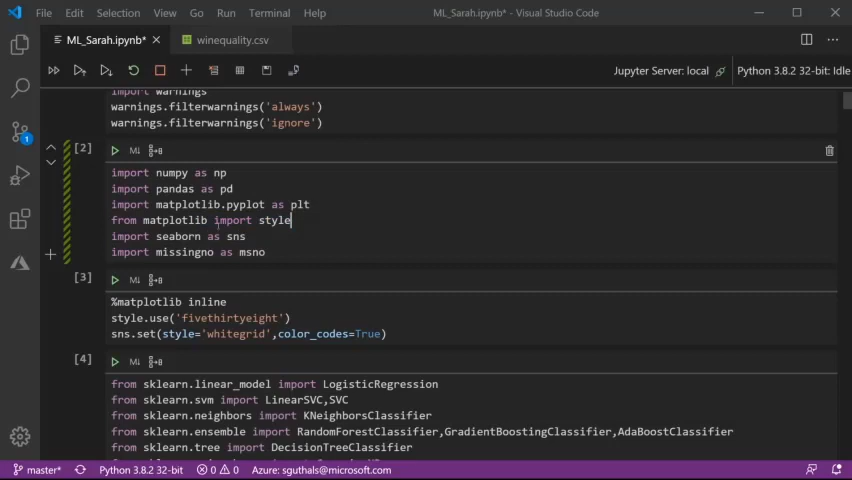 File Edit Selection View Go Run Terminal Help ML_Sarah.ipynb* - Visual Studio Code
ML_Sarah.ipynb* winequality.csv
Jupyter Server: local Python 3.8.2 32-bit: Idle
import warnings
warnings.filterwarnings('always')
warnings.filterwarnings('ignore')
[2] M↓
import numpy as np
import pandas as pd
import matplotlib.pyplot as plt
from matplotlib import style
import seaborn as sns
import missingno as msno
[3] M↓
%matplotlib inline
style.use('fivethirtyeight')
sns.set(style='whitegrid',color_codes=True)
[4] M↓
from sklearn.linear_model import LogisticRegression
from sklearn.svm import LinearSVC,SVC
from sklearn.neighbors import KNeighborsClassifier
from sklearn.ensemble import RandomForestClassifier,GradientBoostingClassifier,AdaBoostClassifier
from sklearn.tree import DecisionTreeClassifier
1
master* Python 3.8.2 32-bit 0 0 Azure: sguthals@microsoft.com